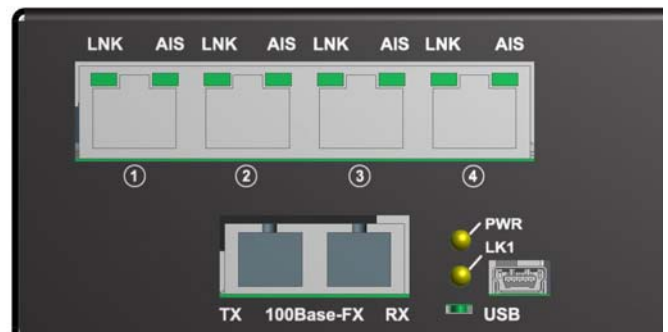 LNK AIS LNK AIS LNK AIS LNK AIS
1 2 3 4
PWR
LK1
TX 100Base-FX RX USB